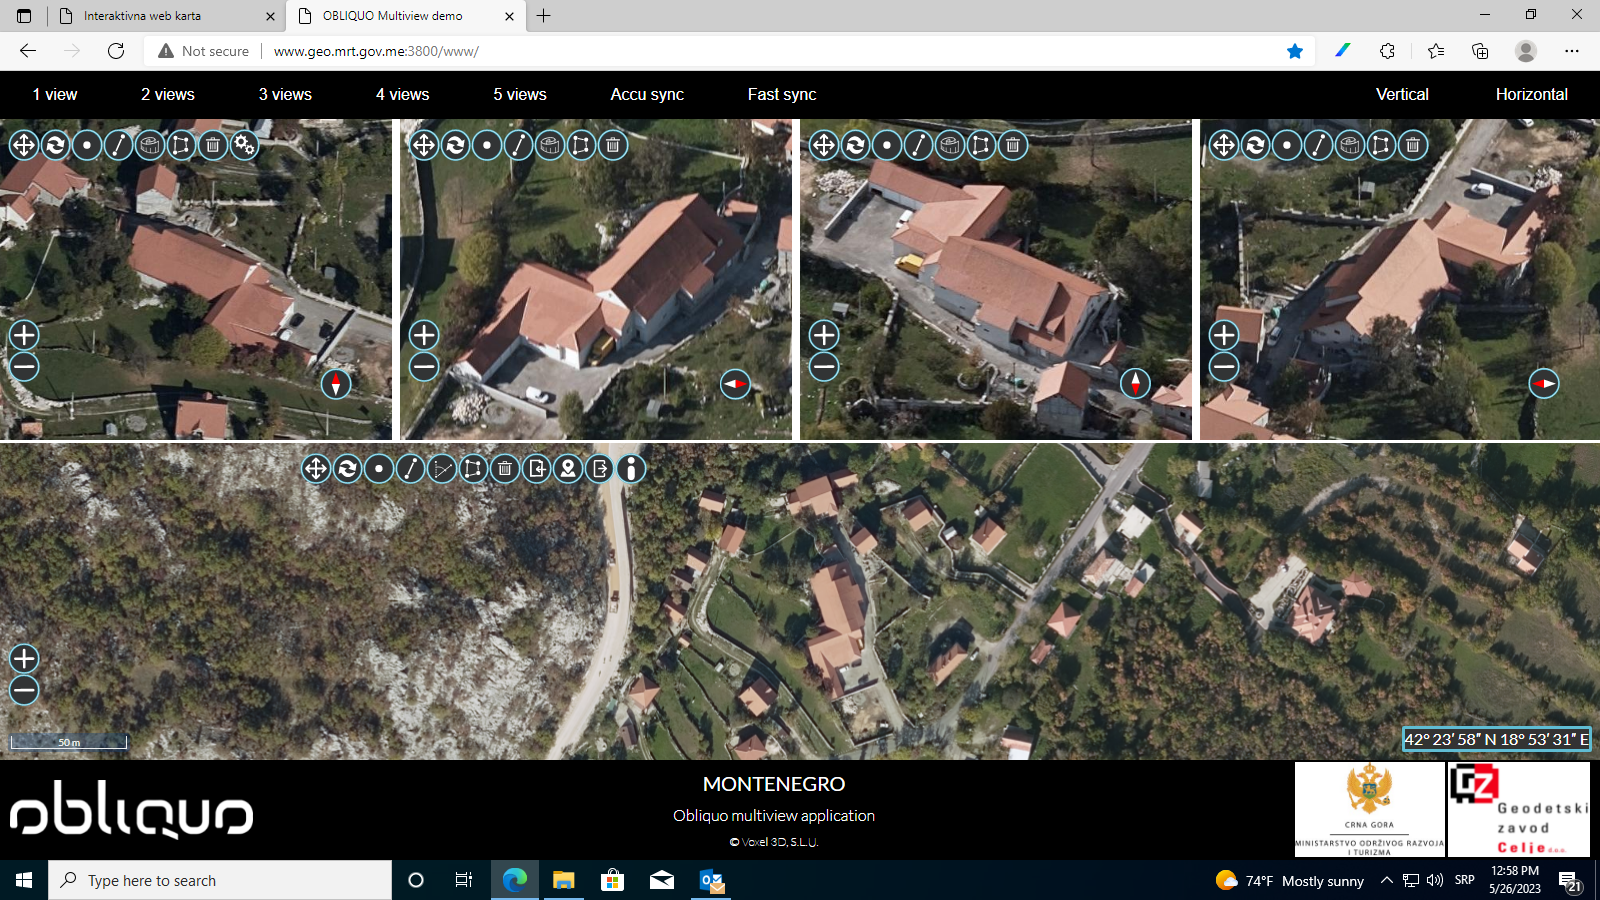 Interaktivna web karta
OBLIQUO Multiview demo
Not secure
www.geo.mrt.gov.me:3800/www/
1 view
2 views
3 views
4 views
5 views
Accu sync
Fast sync
Vertical
Horizontal
50 m
42° 23′ 58″ N 18° 53′ 31″ E
obliquo
MONTENEGRO
Obliquo multiview application
© Voxel 3D, S.L.U.
CRNA GORA
MINISTARSTVO ODRŽIVOG RAZVOJA
I TURIZMA
GZ
Geodetski
zavod
Celje d.o.o.
Type here to search
74°F Mostly sunny
SRP
12:58 PM
5/26/2023
21